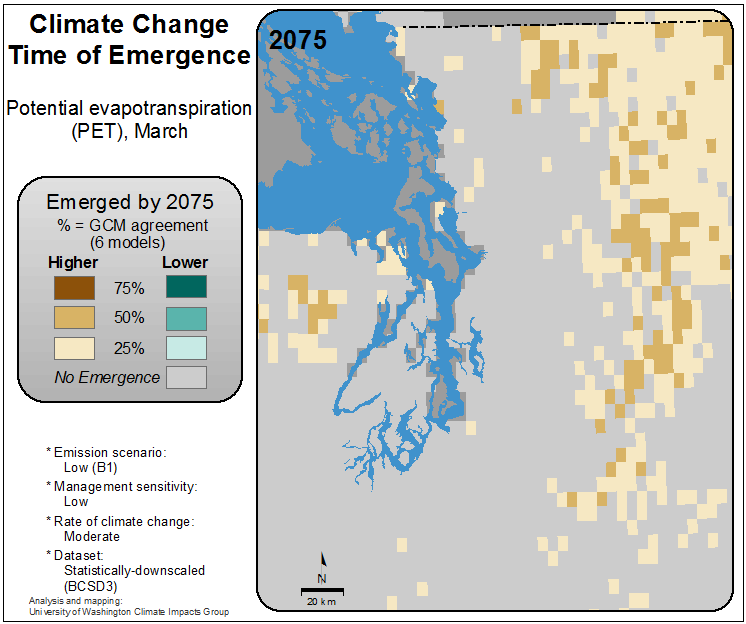 Climate Change
Time of Emergence
Potential evapotranspiration
(PET), March
Emerged by 2075
% = GCM agreement
(6 models)
Higher Lower
75%
50%
25%
No Emergence
* Emission scenario:
Low (B1)
* Management sensitivity:
Low
* Rate of climate change:
Moderate
* Dataset:
Statistically-downscaled
(BCSD3)
Analysis and mapping:
University of Washington Climate Impacts Group
2075
N
20 km